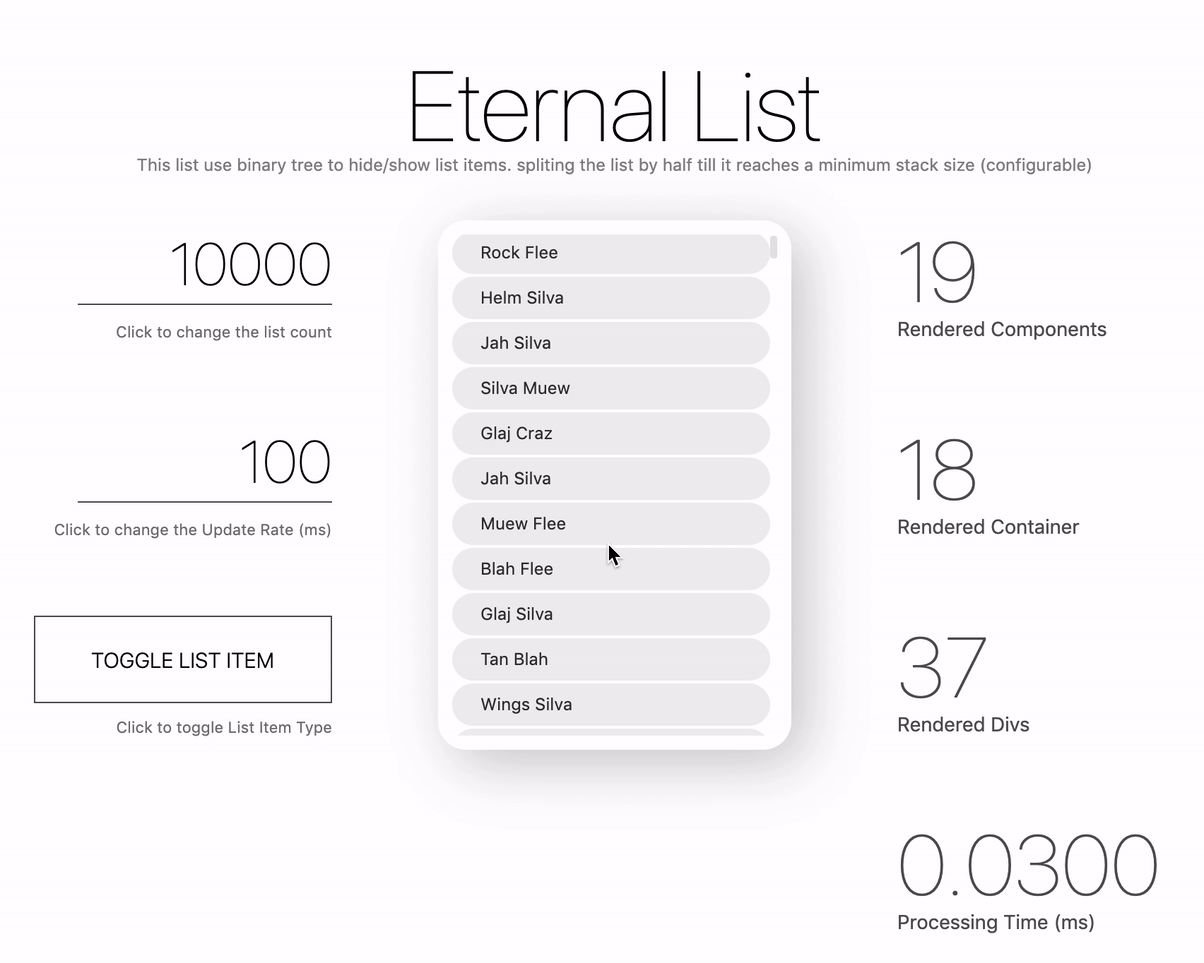 Eternal List
This list use binary tree to hide/show list items. spliting the list by half till it reaches a minimum stack size (configurable)
10000
Click to change the list count
100
Click to change the Update Rate (ms)
TOGGLE LIST ITEM
Click to toggle List Item Type
Rock Flee
Helm Silva
Jah Silva
Silva Muew
Glaj Craz
Jah Silva
Muew Flee
Blah Flee
Glaj Silva
Tan Blah
Wings Silva
19
Rendered Components
18
Rendered Container
37
Rendered Divs
0.0300
Processing Time (ms)